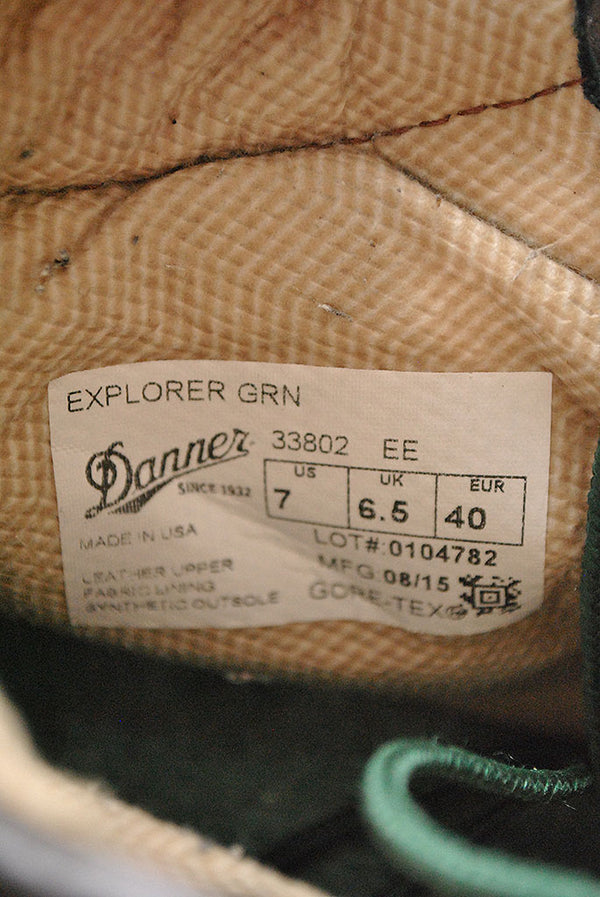 EXPLORER GRN
Danner
SINCE 1932
33802 EE
US UK EUR
7 6.5 40
MADE IN USA
LOT#:0104782
LEATHER UPPER
FABRIC LINING
SYNTHETIC OUTSOLE
MFG:08/15
GORE-TEX®